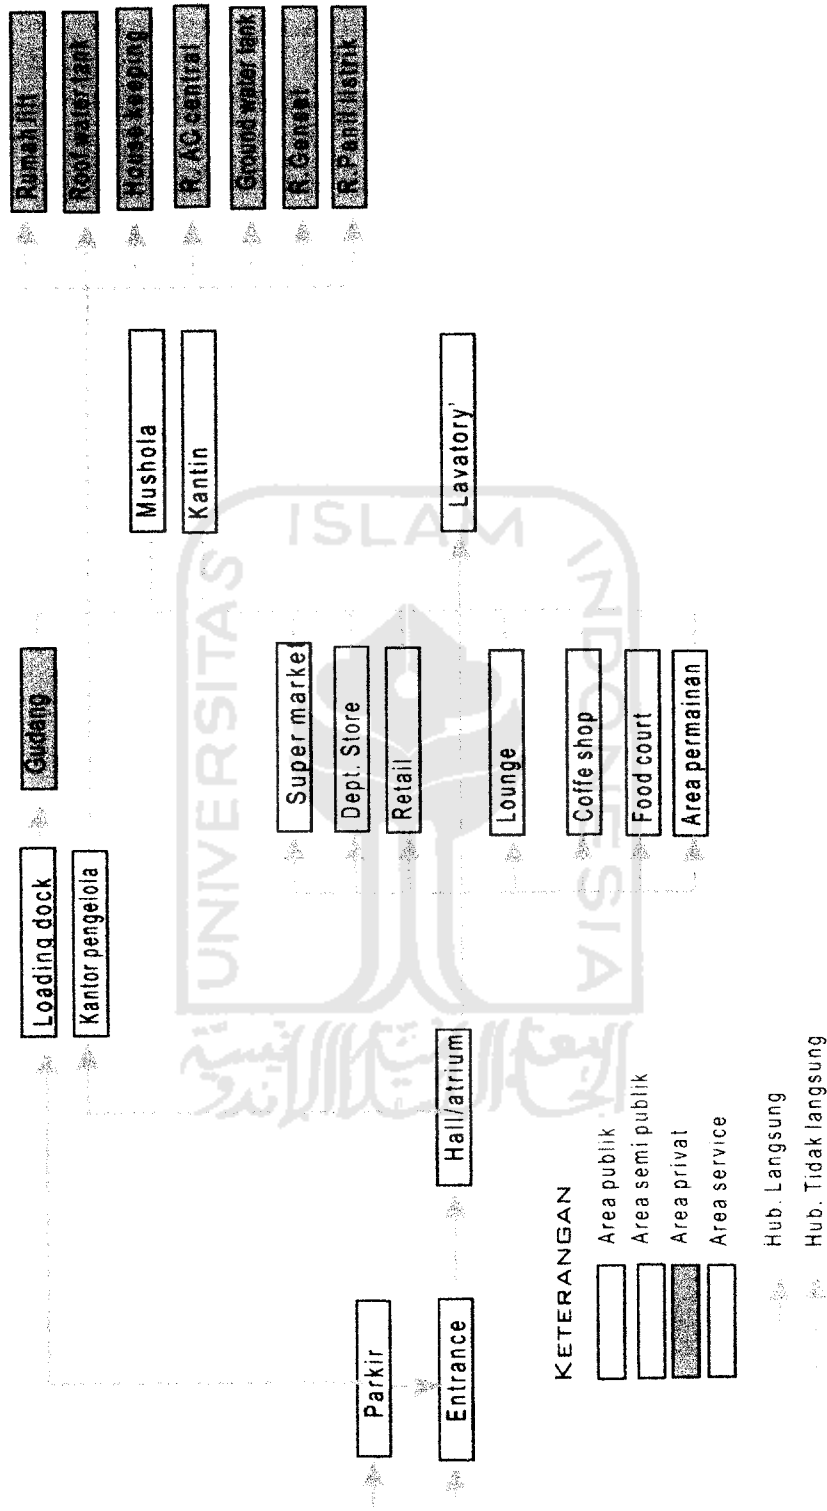 Rumah lift
Roof water tank
House keeping
R. AC central
Ground water tank
R. Genset
R. Panil listrik
Mushola
Kantin
Lavatory'
Gudang
Super market
Dept. Store
Retail
Lounge
Coffe shop
Food court
Area permainan
Loading dock
Kantor pengelola
Hall/atrium
Parkir
Entrance
KETERANGAN
Area publik
Area semi publik
Area privat
Area service
Hub. Langsung
Hub. Tidak langsung
UNIVERSITAS
ISLAM
INDONESIA